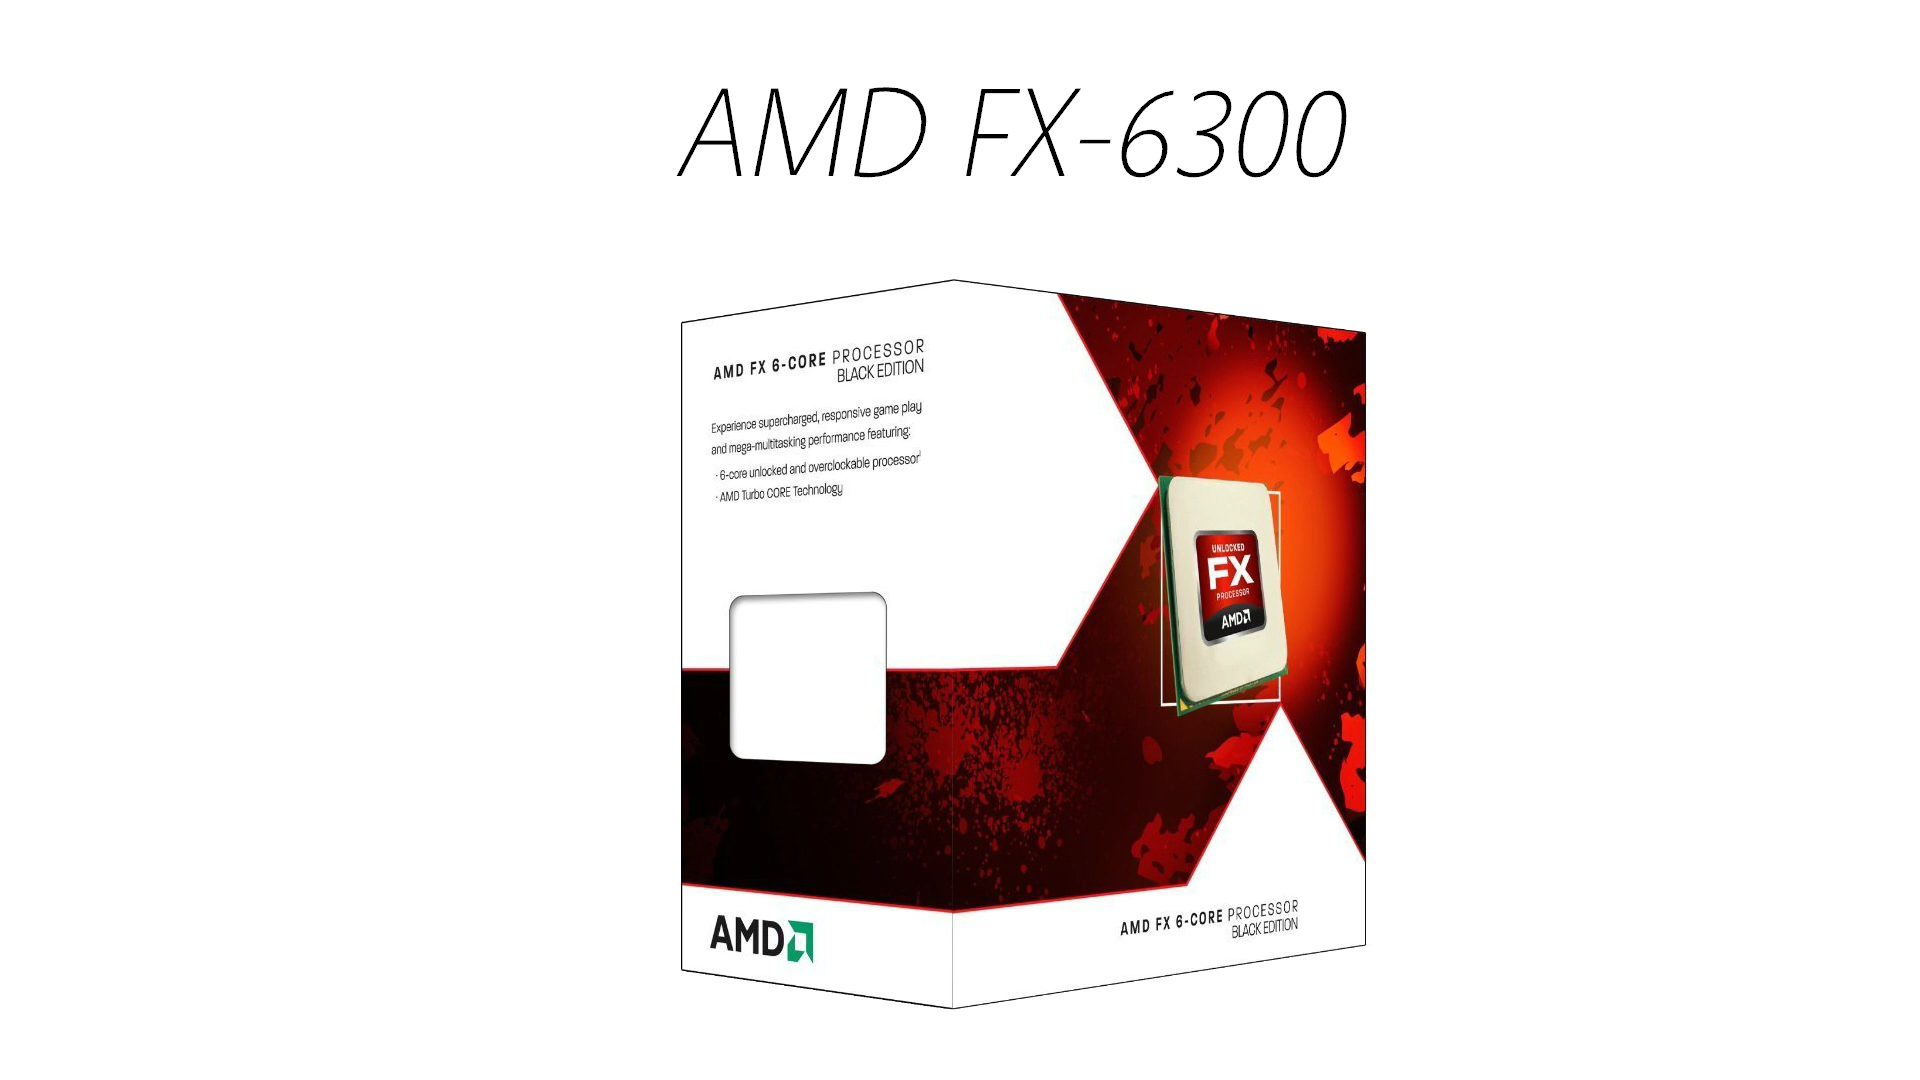 AMD FX-6300
AMD FX 6-CORE PROCESSOR
BLACK EDITION
Experience supercharged, responsive game play
and mega-multitasking performance featuring:
· 6-core unlocked and overclockable processor¹
· AMD Turbo CORE Technology
UNLOCKED
FX
PROCESSOR
AMD
AMD
AMD FX 6-CORE PROCESSOR
BLACK EDITION